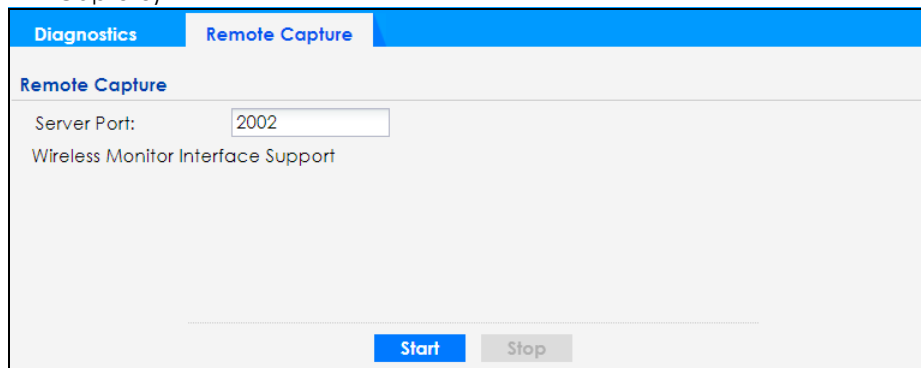 Diagnostics Remote Capture
Remote Capture
Server Port: 2002
Wireless Monitor Interface Support
Start Stop